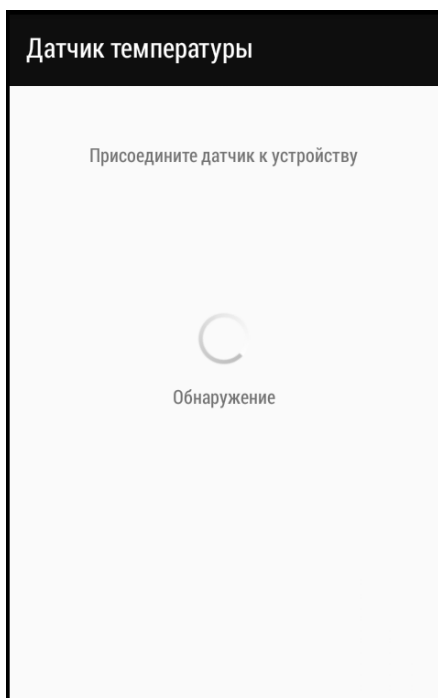 Датчик температуры
Присоедините датчик к устройству
Обнаружение